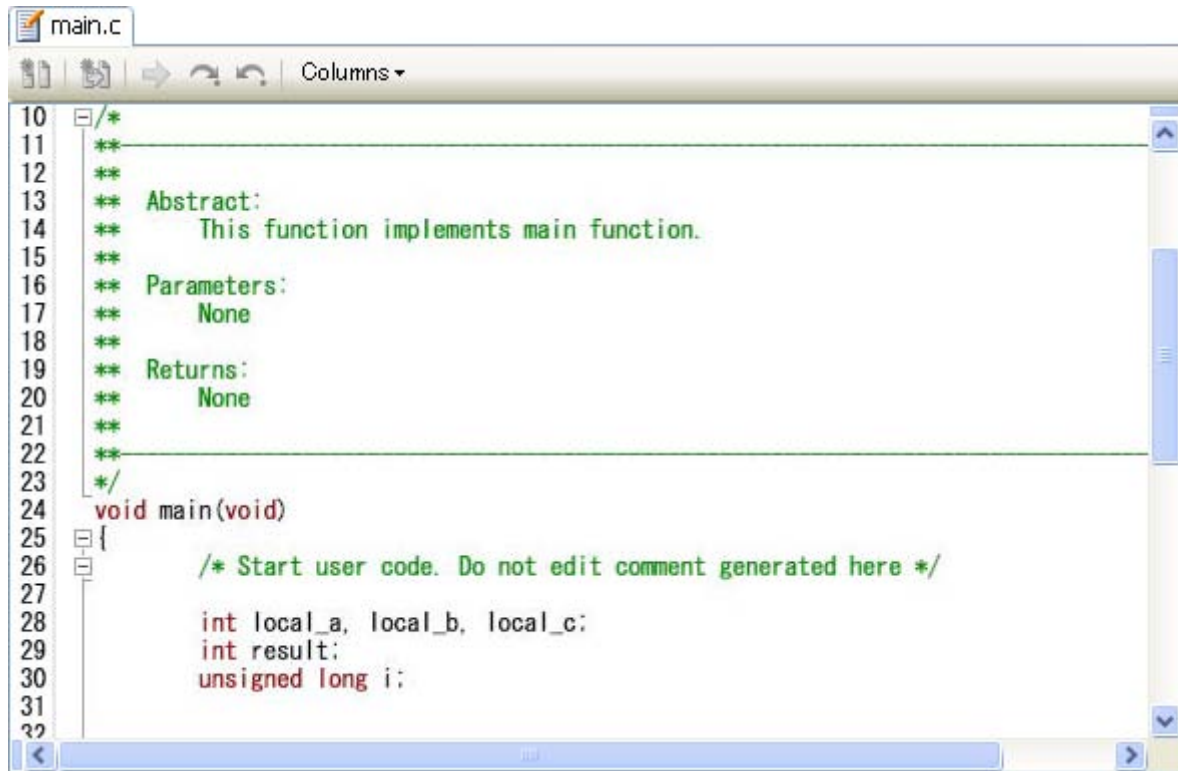 main.c
Columns
10 /*
11 **------------------------------------------------------------
12 **
13 **  Abstract:
14 **      This function implements main function.
15 **
16 **  Parameters:
17 **      None
18 **
19 **  Returns:
20 **      None
21 **
22 **------------------------------------------------------------
23 */
24 void main(void)
25 {
26         /* Start user code. Do not edit comment generated here */
27
28         int local_a, local_b, local_c;
29         int result;
30         unsigned long i;
31
32